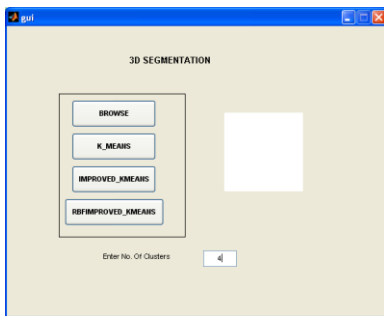 gui
3D SEGMENTATION
BROWSE
K_MEANS
IMPROVED_KMEANS
RBFIMPROVED_KMEANS
Enter No. Of Clusters
4